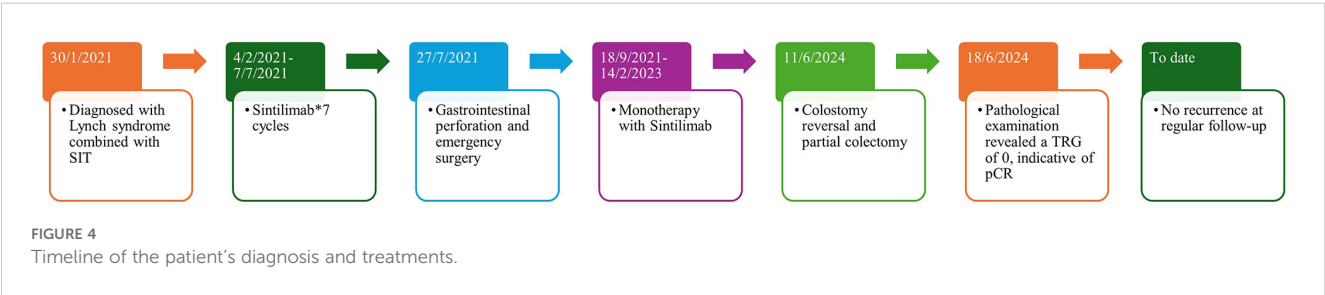 30/1/2021
• Diagnosed with
Lynch syndrome
combined with
SIT
4/2/2021-
7/7/2021
• Sintilimab*7
cycles
27/7/2021
• Gastrointestinal
perforation and
emergency
surgery
18/9/2021-
14/2/2023
• Monotherapy
with Sintilimab
11/6/2024
• Colostomy
reversal and
partial colectomy
18/6/2024
• Pathological
examination
revealed a TRG
of 0, indicative of
pCR
To date
• No recurrence at
regular follow-up
FIGURE 4
Timeline of the patient's diagnosis and treatments.